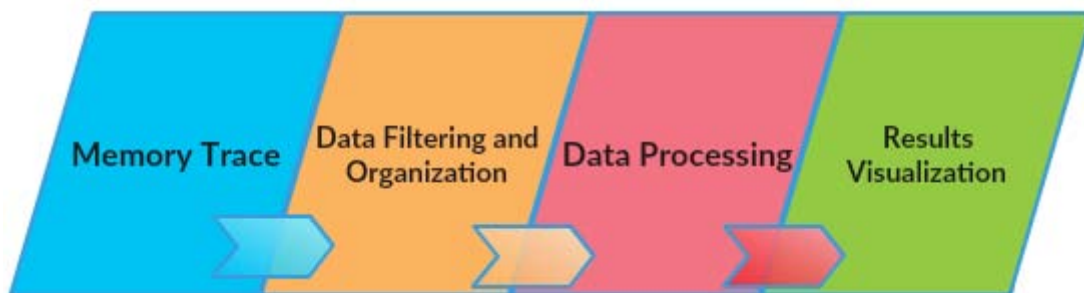 Memory Trace
Data Filtering and
Organization
Data Processing
Results
Visualization